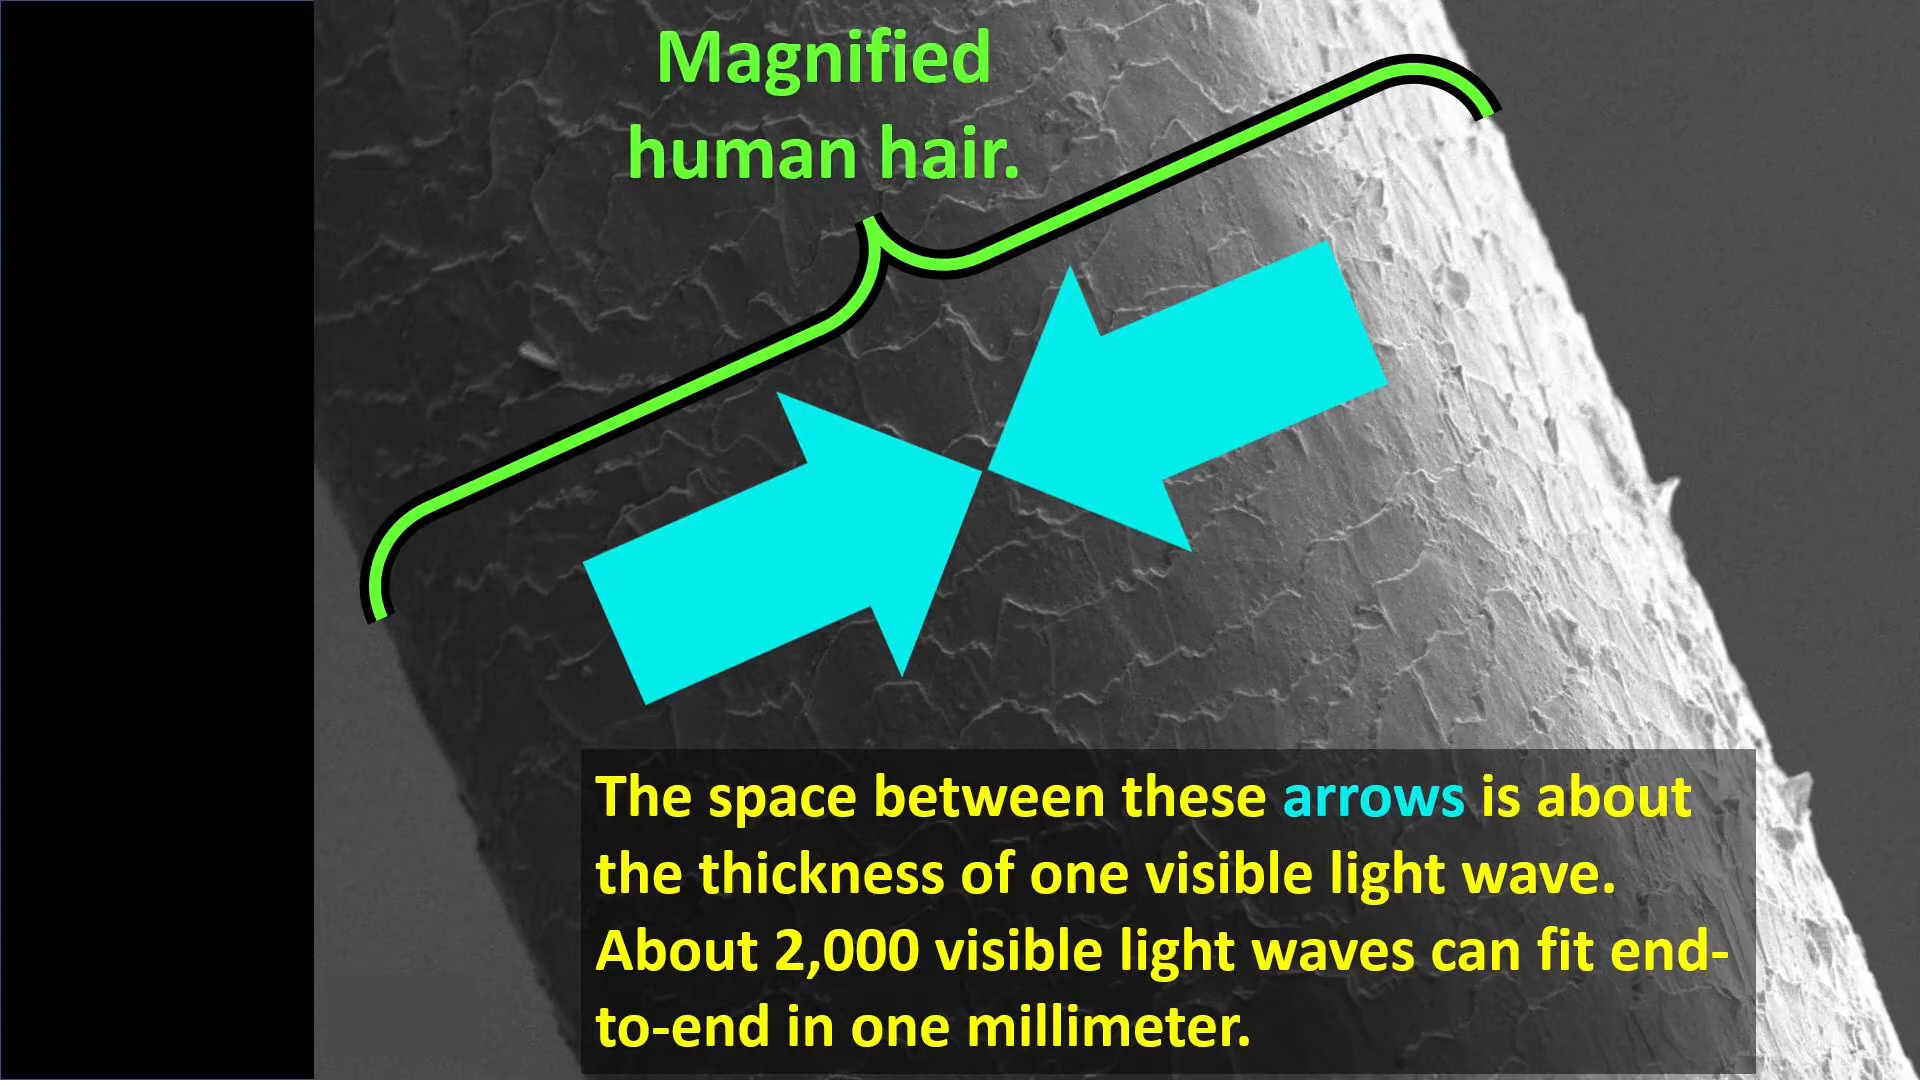 Magnified
human hair.
The space between these arrows is about
the thickness of one visible light wave.
About 2,000 visible light waves can fit end-
to-end in one millimeter.